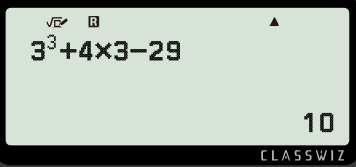 √▭ R ▲
3³+4×3−29
10
CLASSWIZ